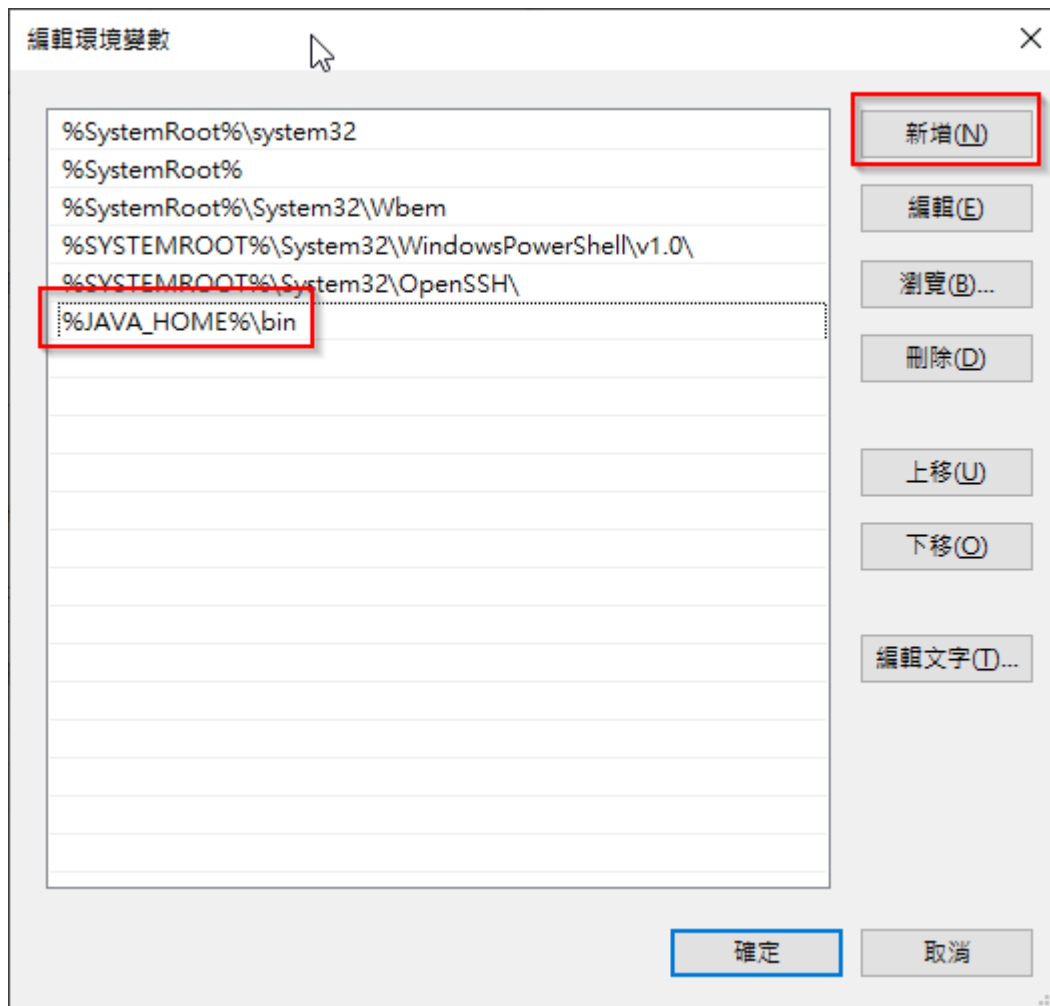 編輯環境變數
%SystemRoot%\system32
%SystemRoot%
%SystemRoot%\System32\Wbem
%SYSTEMROOT%\System32\WindowsPowerShell\v1.0\
%SYSTEMROOT%\System32\OpenSSH\
%JAVA_HOME%\bin
新增(N)
編輯(E)
瀏覽(B)...
刪除(D)
上移(U)
下移(O)
編輯文字(T)...
確定
取消